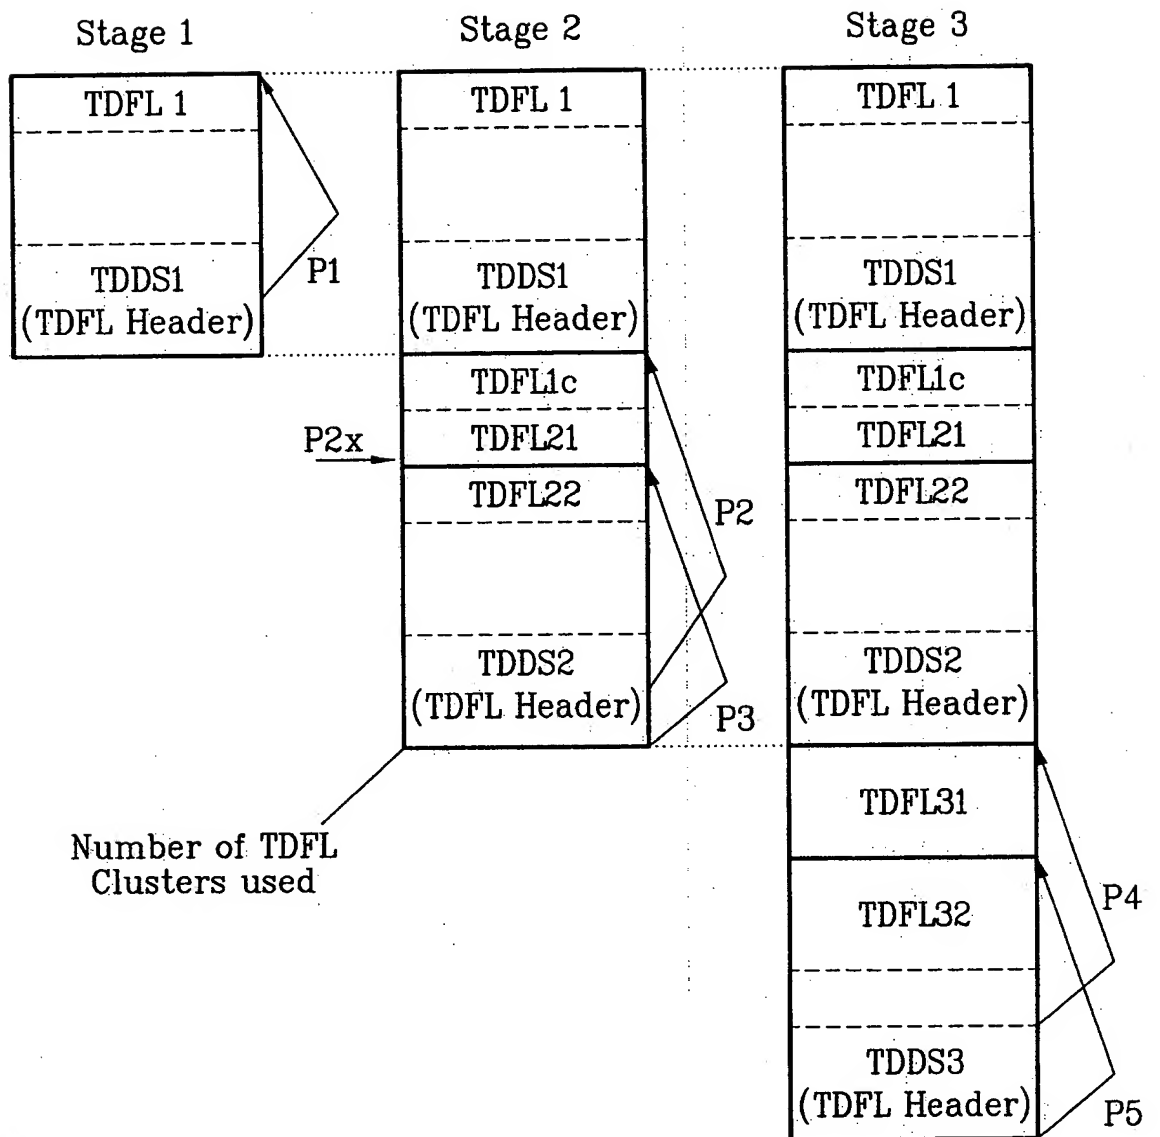 Stage 1
Stage 2
Stage 3
TDFL 1
TDDS1
(TDFL Header)
P1
TDFL 1
TDDS1
(TDFL Header)
TDFL1c
TDFL21
P2x
TDFL22
P2
TDDS2
(TDFL Header)
P3
Number of TDFL
Clusters used
TDFL 1
TDDS1
(TDFL Header)
TDFL1c
TDFL21
TDFL22
TDDS2
(TDFL Header)
TDFL31
TDFL32
P4
TDDS3
(TDFL Header)
P5